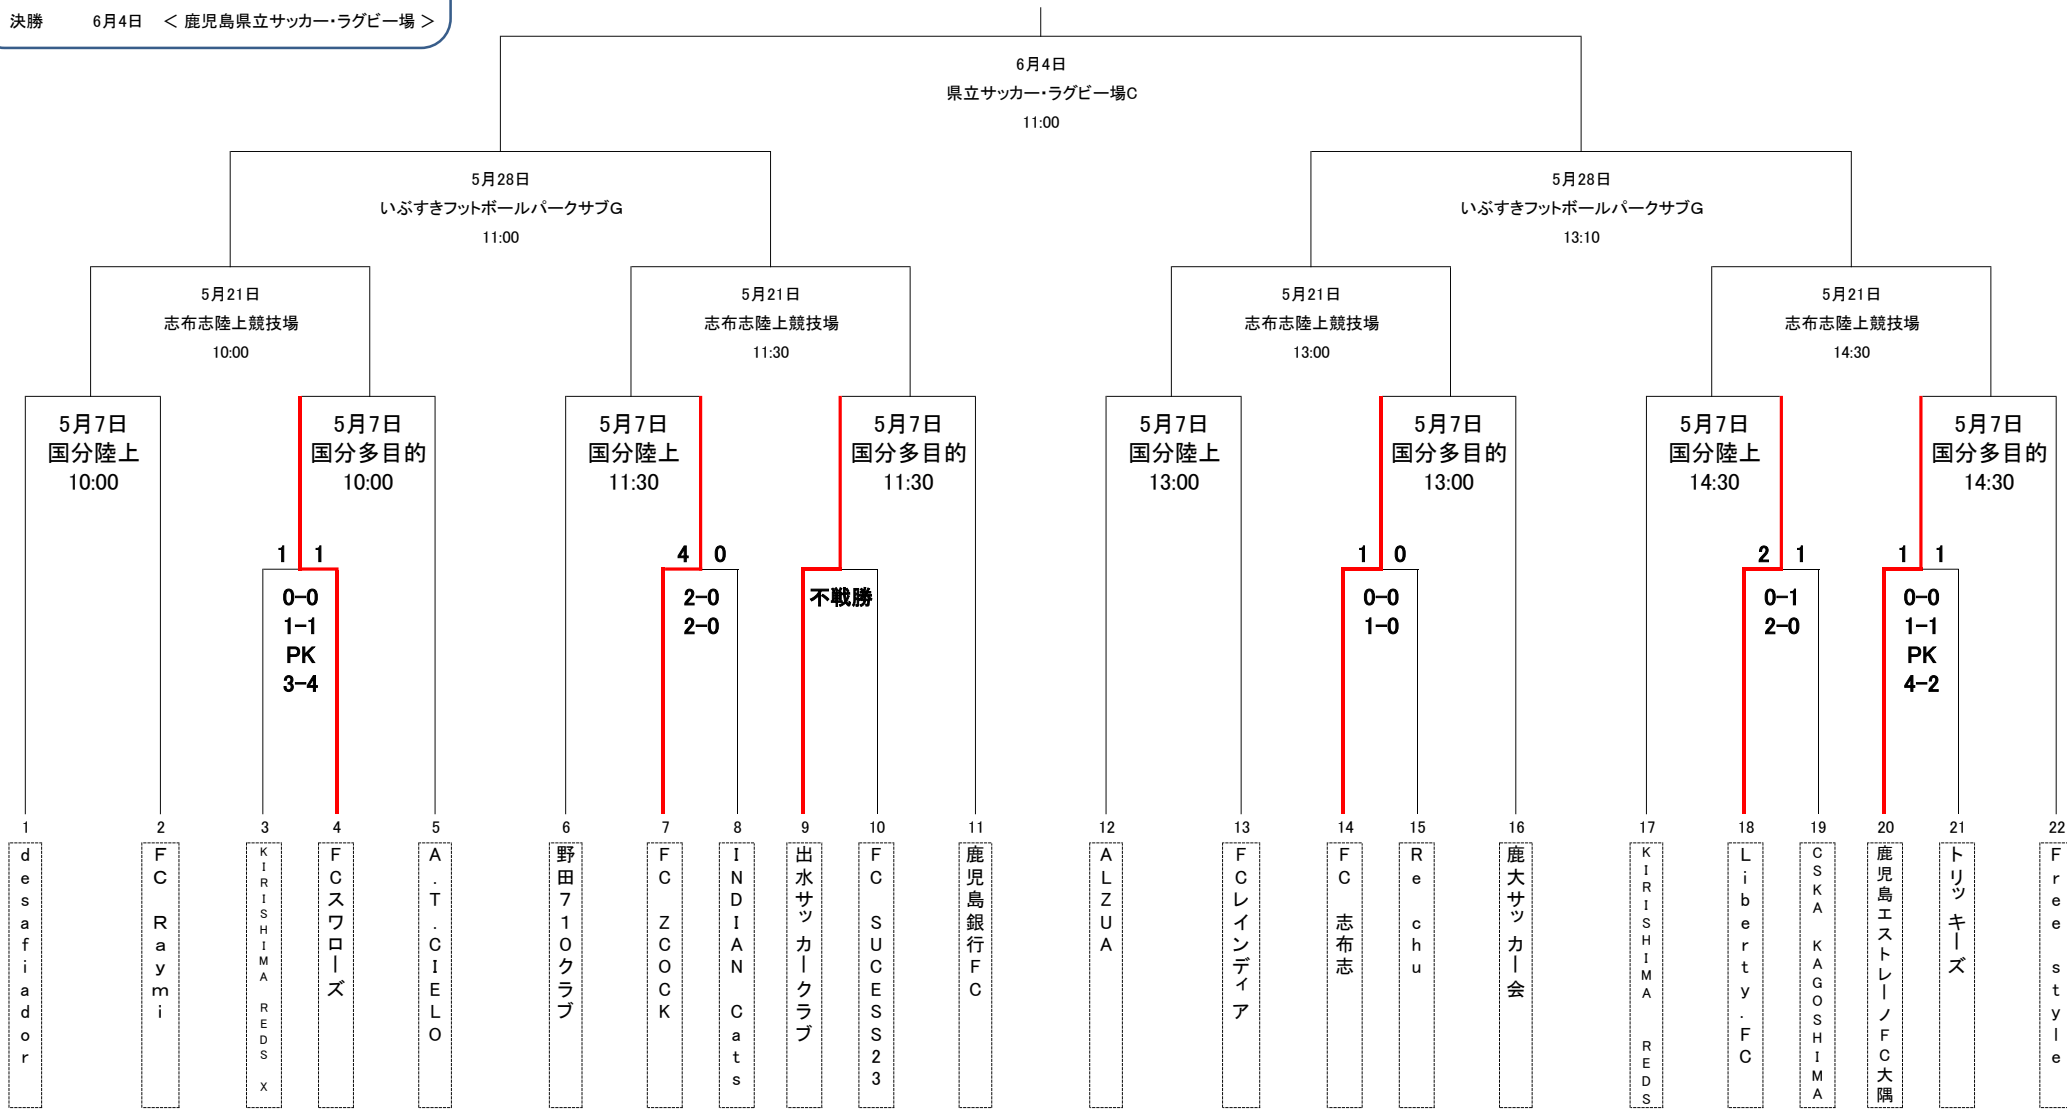 決勝 6月4日 < 鹿児島県立サッカー・ラグビー場 >
6月4日
県立サッカー・ラグビー場C
11:00
5月28日
いぶすきフットボールパークサブG
11:00
5月28日
いぶすきフットボールパークサブG
13:10
5月21日
志布志陸上競技場
10:00
5月21日
志布志陸上競技場
11:30
5月21日
志布志陸上競技場
13:00
5月21日
志布志陸上競技場
14:30
5月7日
国分陸上
10:00
5月7日
国分多目的
10:00
5月7日
国分陸上
11:30
5月7日
国分多目的
11:30
5月7日
国分陸上
13:00
5月7日
国分多目的
13:00
5月7日
国分陸上
14:30
5月7日
国分多目的
14:30
1 1
0-0
1-1
PK
3-4
4 0
2-0
2-0
不戦勝
1 0
0-0
1-0
2 1
0-1
2-0
1 1
0-0
1-1
PK
4-2
1
desafiador
2
FC Raymi
3
KIRISHIMA REDS X
4
FCスワローズ
5
A.T.CIELO
6
野田710クラブ
7
FC ZCOCK
8
INDIAN Cats
9
出水サッカークラブ
10
FC SUCESS23
11
鹿児島銀行FC
12
ALZUA
13
FCレインディア
14
FC 志布志
15
Re chu
16
鹿大サッカー会
17
KIRISHIMA REDS
18
Liberty.FC
19
CSKA KAGOSHIMA
20
鹿児島エストレーノFC大隅
21
トリッキーズ
22
Free style